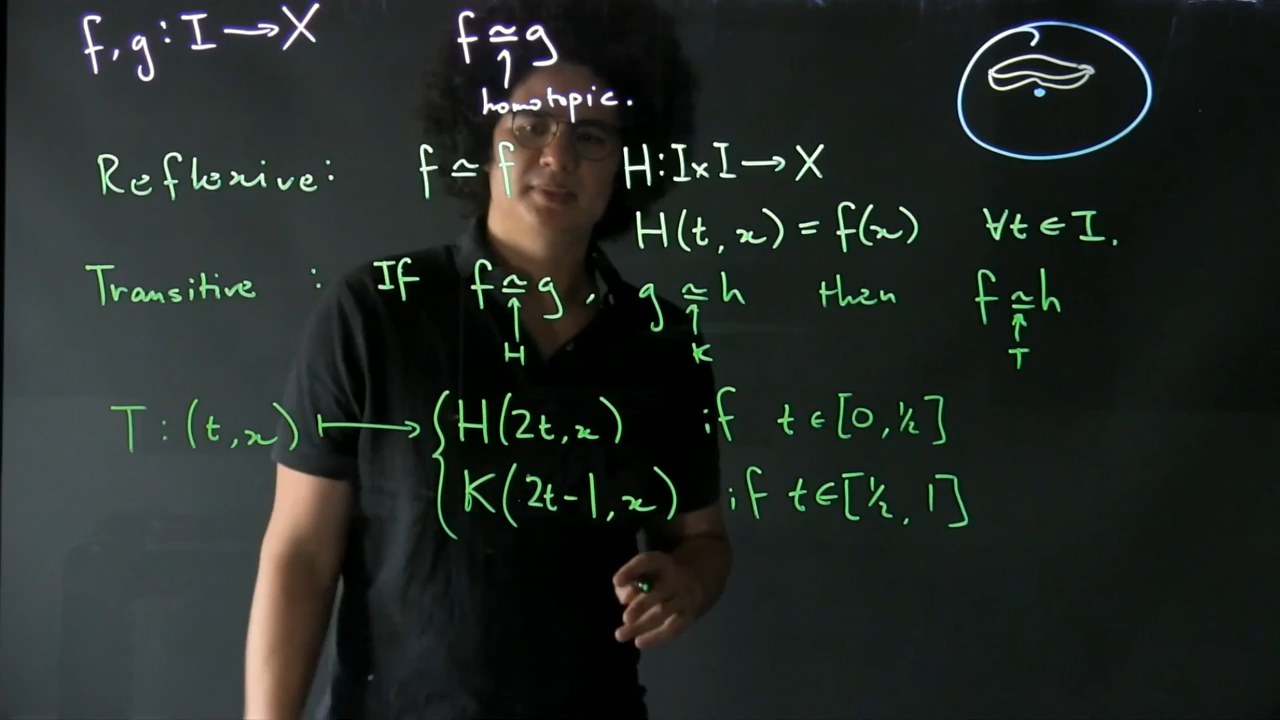 f, g : I → X f ≃ g
↑
homotopic.
Reflexive: f ≃ f H : I × I → X
H(t, x) = f(x) ∀t ∈ I.
Transitive : If f ≃ g, g ≃ h then f ≃ h
↑ ↑ ↑
H K T
T : (t, x) ⟼ { H(2t, x) if t ∈ [0, ½]
K(2t-1, x) if t ∈ [½, 1]